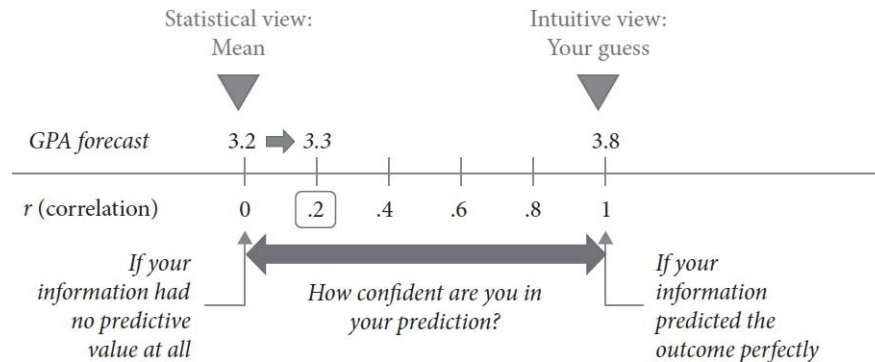 Statistical view:
Mean
Intuitive view:
Your guess
GPA forecast 3.2 3.3 3.8
r (correlation) 0 .2 .4 .6 .8 1
If your
information had
no predictive
value at all
How confident are you in
your prediction?
If your
information
predicted the
outcome perfectly